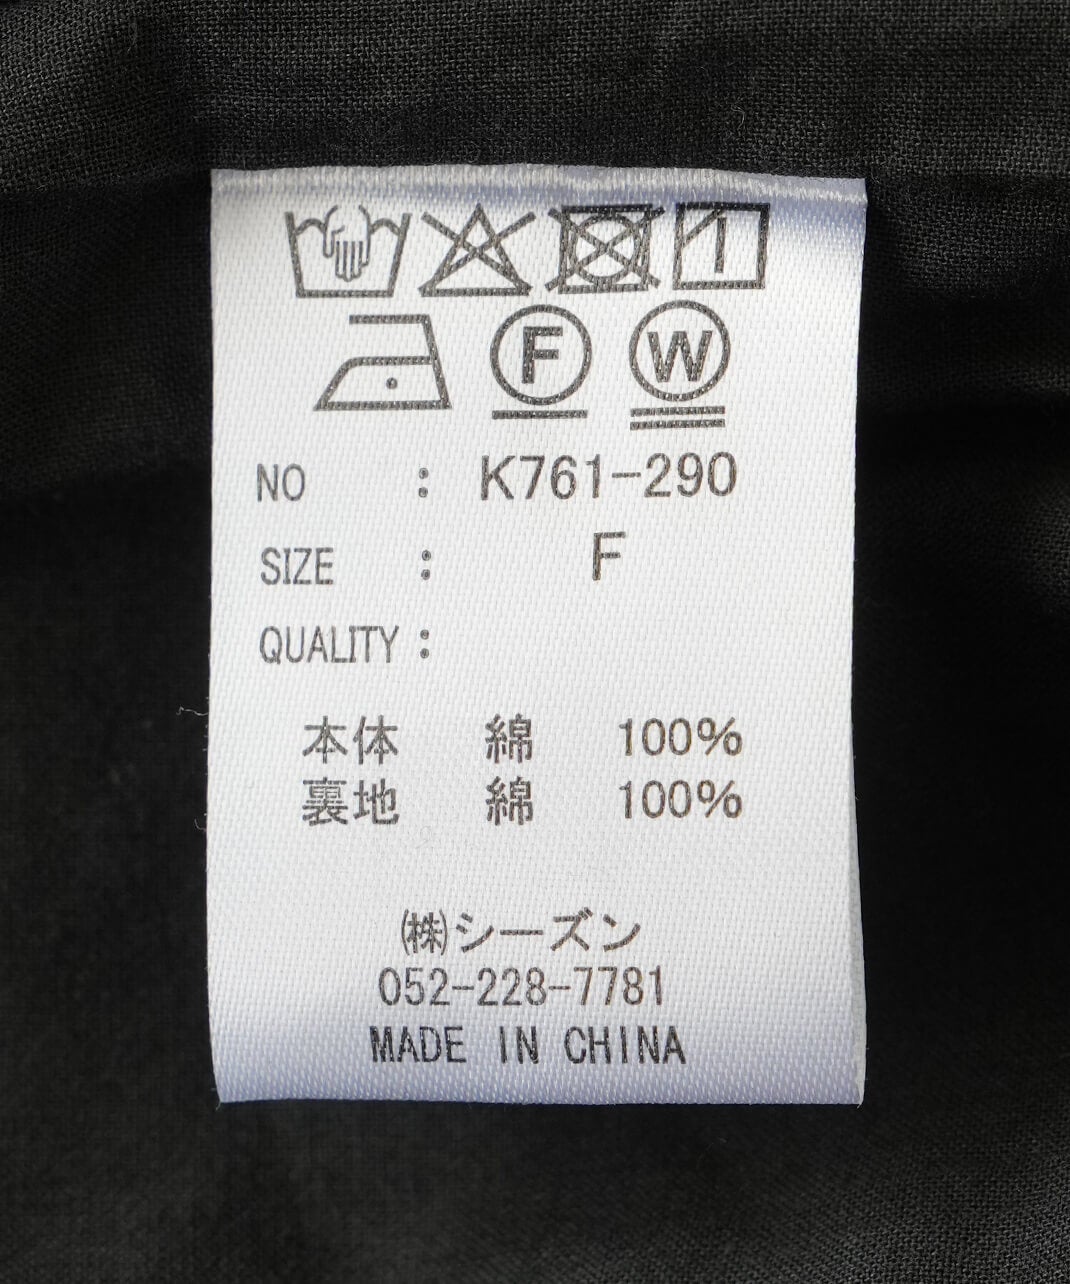 F W
NO : K761-290
SIZE : F
QUALITY :
本体 綿 100%
裏地 綿 100%
㈱シーズン
052-228-7781
MADE IN CHINA